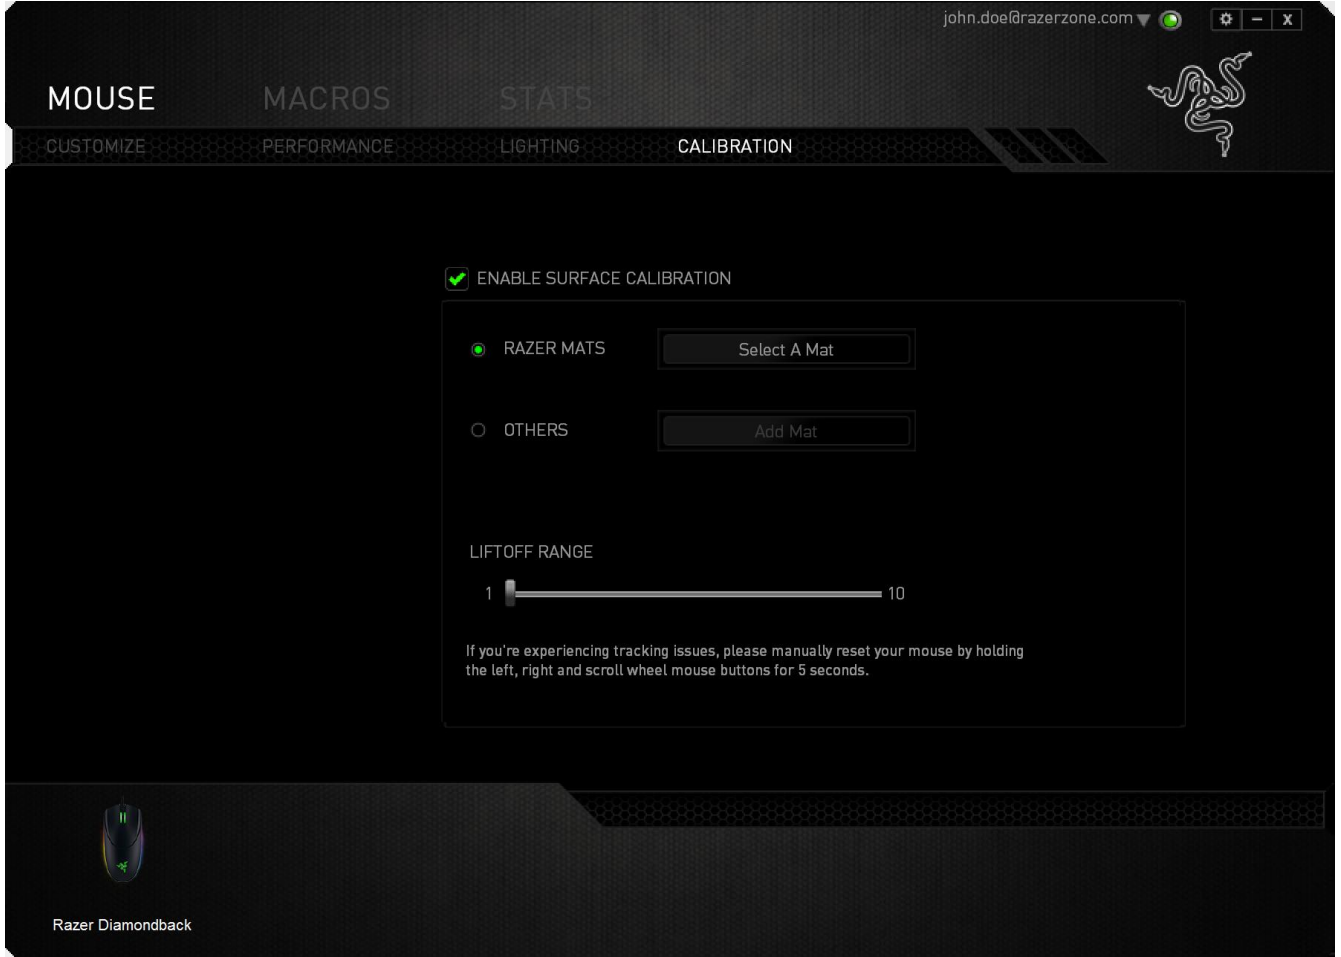 john.doe@razerzone.com
X
MOUSE MACROS STATS
CUSTOMIZE PERFORMANCE LIGHTING CALIBRATION
ENABLE SURFACE CALIBRATION
RAZER MATS Select A Mat
OTHERS Add Mat
LIFTOFF RANGE
1 10
If you're experiencing tracking issues, please manually reset your mouse by holding
the left, right and scroll wheel mouse buttons for 5 seconds.
Razer Diamondback